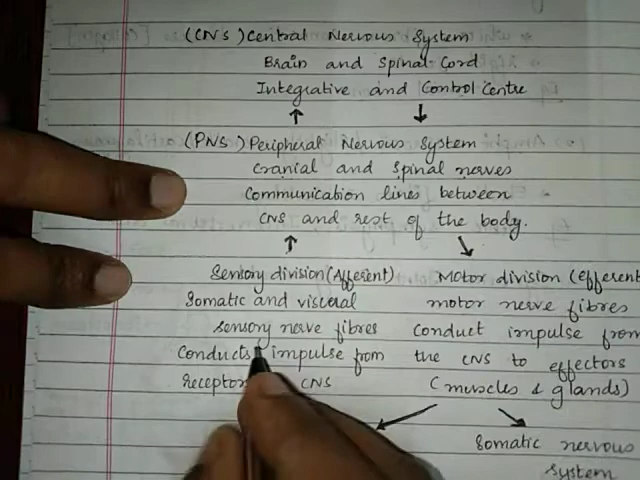 (CNS) Central Nervous System
Brain and Spinal Cord
Integrative and Control Centre
(PNS) Peripheral Nervous System
Cranial and Spinal nerves
Communication lines between
CNS and rest of the body.
Sensory division (Afferent)
Somatic and visceral
sensory nerve fibres
Conducts impulse from
receptor CNS
Motor division (efferent
motor nerve fibres
Conduct impulse from
the CNS to effectors
(muscles & glands)
Somatic nervous
system